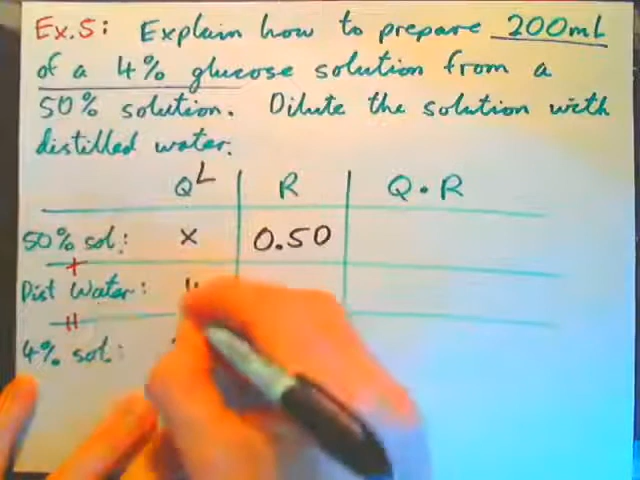 Ex.5: Explain how to prepare 200mL
of a 4% glucose solution from a
50% solution. Dilute the solution with
distilled water.
Q L R Q • R
50% sol: x 0.50
+
Dist Water:
=
4% sol: